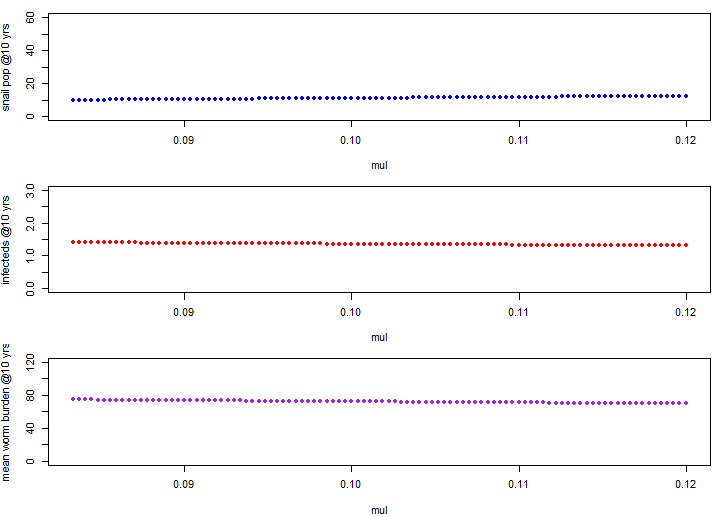 snail pop @10 yrs
60
40
20
0
0.09 0.10 0.11 0.12
mul
infecteds @10 yrs
3.0
2.0
1.0
0.0
0.09 0.10 0.11 0.12
mul
mean worm burden @10 yrs
120
80
40
0
0.09 0.10 0.11 0.12
mul